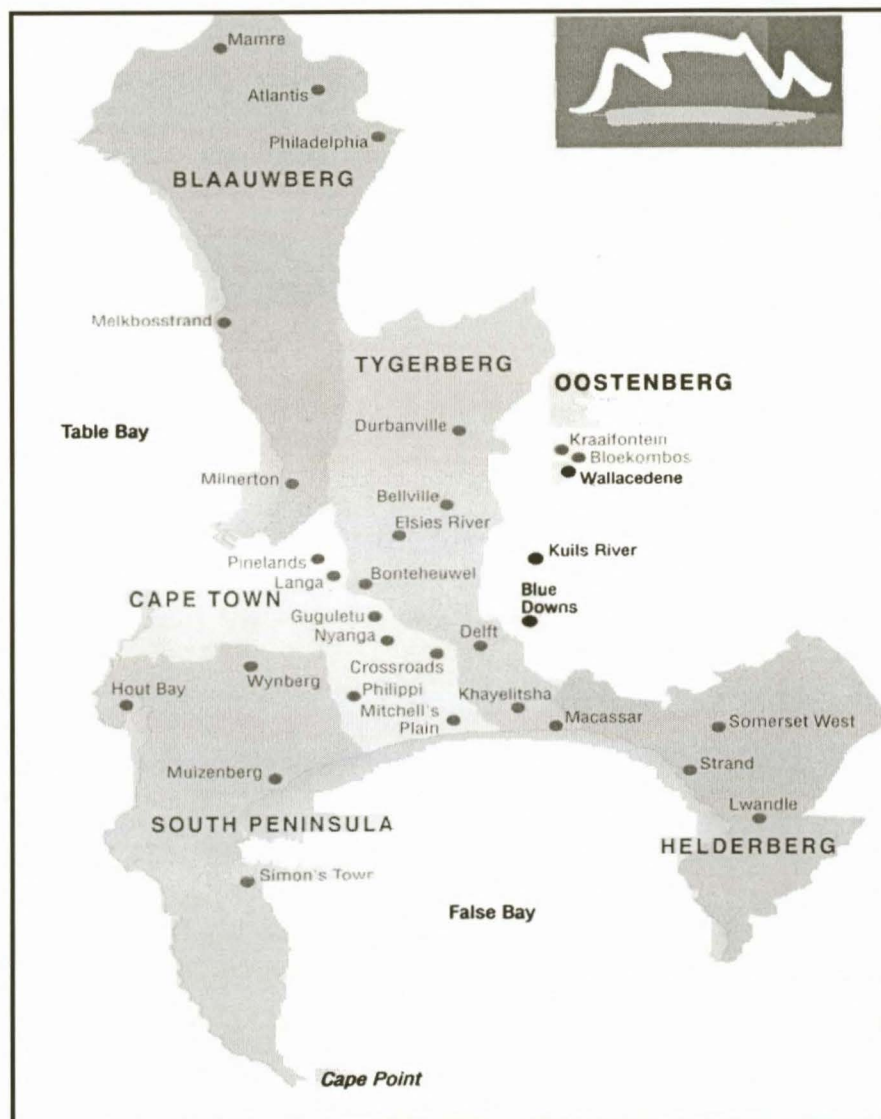 Mamre
Atlantis
Philadelphia
BLAAUWBERG
Melkbosstrand
TYGERBERG
OOSTENBERG
Table Bay
Durbanville
Kraaifontein
Bloekombos
Wallacedene
Milnerton
Bellville
Elsies River
Pinelands
Langa
Bonteheuwel
Kuils River
CAPE TOWN
Blue
Downs
Guguletu
Nyanga
Delft
Crossroads
Wynberg
Hout Bay
Philippi
Khayelitsha
Mitchell's
Plain
Macassar
Somerset West
Muizenberg
Strand
Lwandle
SOUTH PENINSULA
HELDERBERG
Simon's Town
False Bay
Cape Point